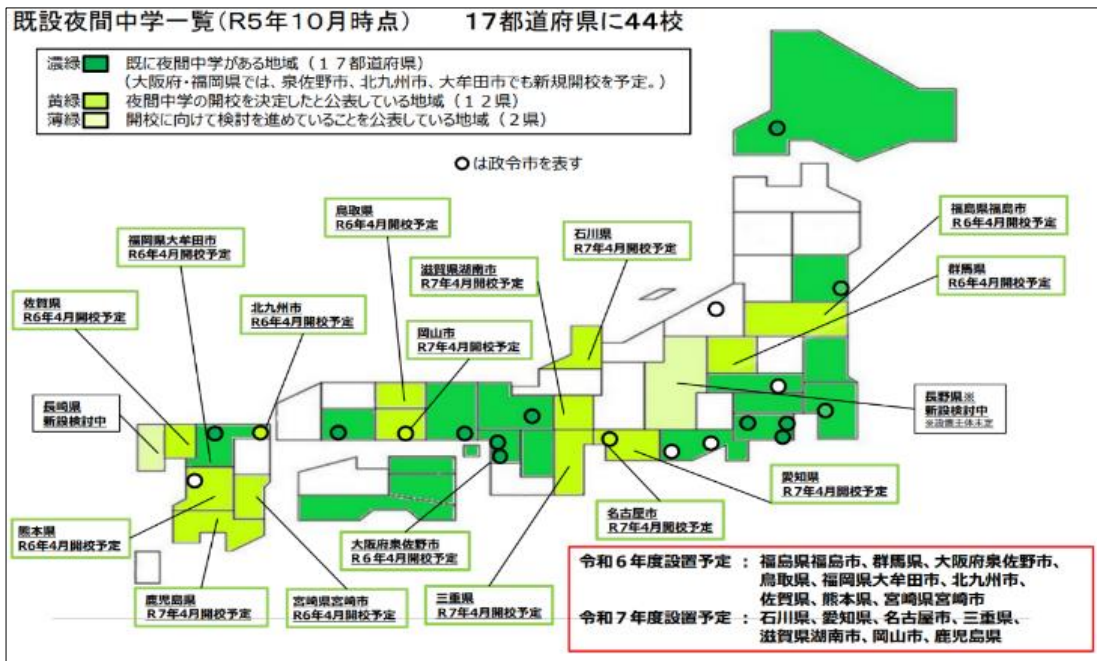 既設夜間中学一覧(R5年10月時点)　17都道府県に44校
濃緑　既に夜間中学がある地域（17都道府県）
（大阪府・福岡県では、泉佐野市、北九州市、大牟田市でも新規開校を予定。）
黄緑　夜間中学の開校を決定したと公表している地域（12県）
薄緑　開校に向けて検討を進めていることを公表している地域（2県）
○は政令市を表す
鳥取県
R6年4月開校予定
石川県
R7年4月開校予定
福島県福島市
R6年4月開校予定
福岡県大牟田市
R6年4月開校予定
滋賀県湖南市
R7年4月開校予定
群馬県
R6年4月開校予定
佐賀県
R6年4月開校予定
北九州市
R6年4月開校予定
岡山市
R7年4月開校予定
長崎県
新設検討中
長野県※
新設検討中
※設置主体未定
愛知県
R7年4月開校予定
名古屋市
R7年4月開校予定
熊本県
R6年4月開校予定
大阪府泉佐野市
R6年4月開校予定
鹿児島県
R7年4月開校予定
宮崎県宮崎市
R6年4月開校予定
三重県
R7年4月開校予定
令和6年度設置予定 ： 福島県福島市、群馬県、大阪府泉佐野市、
鳥取県、福岡県大牟田市、北九州市、
佐賀県、熊本県、宮崎県宮崎市
令和7年度設置予定 ： 石川県、愛知県、名古屋市、三重県、
滋賀県湖南市、岡山市、鹿児島県